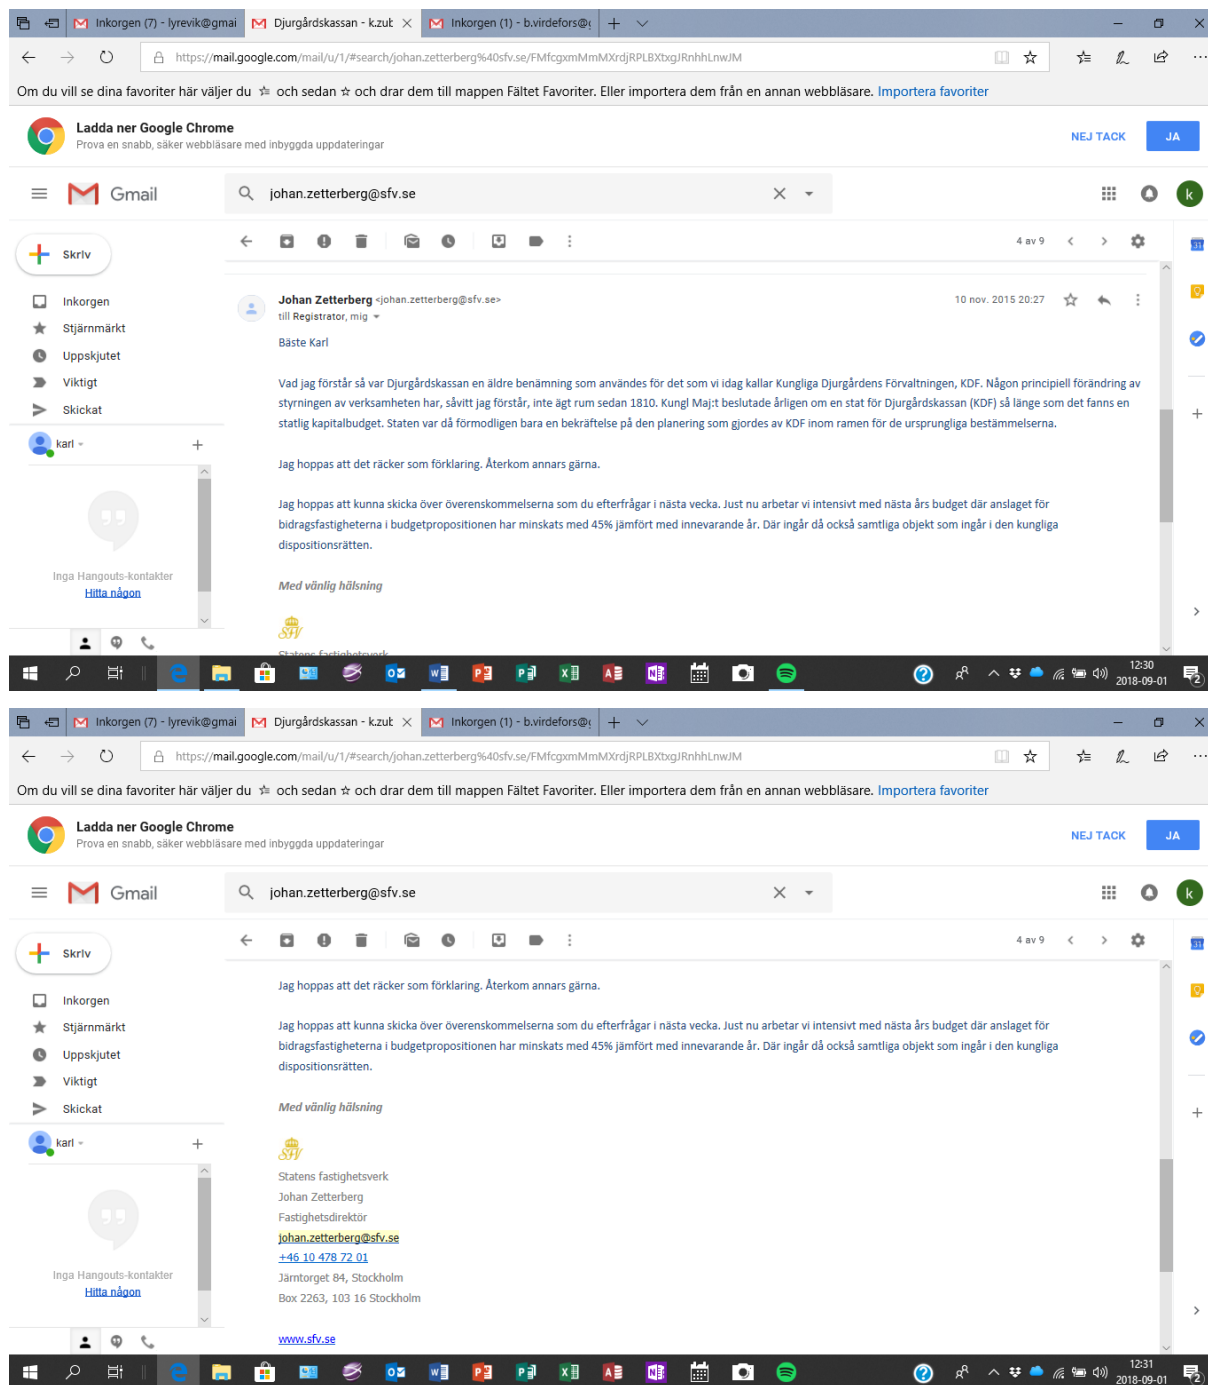 Inkorgen (7) - lyrevik@gmai
Djurgårdskassan - k.zub
Inkorgen (1) - b.virdefors@g
https://mail.google.com/mail/u/1/#search/johan.zetterberg%40sfv.se/FMfcgxmMmMXrdjRPLBXtxgJRnhhLnwJM
Om du vill se dina favoriter här väljer du och sedan och drar dem till mappen Fältet Favoriter. Eller importera dem från en annan webbläsare. Importera favoriter
Ladda ner Google Chrome
Prova en snabb, säker webbläsare med inbyggda uppdateringar
NEJ TACK
JA
Gmail
johan.zetterberg@sfv.se
k
Skriv
4 av 9
31
Inkorgen
Stjärnmärkt
Uppskjutet
Viktigt
Skickat
karl
Inga Hangouts-kontakter
Hitta någon
Johan Zetterberg <johan.zetterberg@sfv.se>
10 nov. 2015 20:27
till Registrator, mig
Bäste Karl
Vad jag förstår så var Djurgårdskassan en äldre benämning som användes för det som vi idag kallar Kungliga Djurgårdens Förvaltningen, KDF. Någon principiell förändring av
styrningen av verksamheten har, såvitt jag förstår, inte ägt rum sedan 1810. Kungl Maj:t beslutade årligen om en stat för Djurgårdskassan (KDF) så länge som det fanns en
statlig kapitalbudget. Staten var då förmodligen bara en bekräftelse på den planering som gjordes av KDF inom ramen för de ursprungliga bestämmelserna.
Jag hoppas att det räcker som förklaring. Återkom annars gärna.
Jag hoppas att kunna skicka över överenskommelserna som du efterfrågar i nästa vecka. Just nu arbetar vi intensivt med nästa års budget där anslaget för
bidragsfastigheterna i budgetpropositionen har minskats med 45% jämfört med innevarande år. Där ingår då också samtliga objekt som ingår i den kungliga
dispositionsrätten.
Med vänlig hälsning
SFV
Statens fastighetsverk
12:30
2018-09-01
2
Inkorgen (7) - lyrevik@gmai
Djurgårdskassan - k.zub
Inkorgen (1) - b.virdefors@g
https://mail.google.com/mail/u/1/#search/johan.zetterberg%40sfv.se/FMfcgxmMmMXrdjRPLBXtxgJRnhhLnwJM
Om du vill se dina favoriter här väljer du och sedan och drar dem till mappen Fältet Favoriter. Eller importera dem från en annan webbläsare. Importera favoriter
Ladda ner Google Chrome
Prova en snabb, säker webbläsare med inbyggda uppdateringar
NEJ TACK
JA
Gmail
johan.zetterberg@sfv.se
k
Skriv
4 av 9
31
Inkorgen
Stjärnmärkt
Uppskjutet
Viktigt
Skickat
karl
Inga Hangouts-kontakter
Hitta någon
Jag hoppas att det räcker som förklaring. Återkom annars gärna.
Jag hoppas att kunna skicka över överenskommelserna som du efterfrågar i nästa vecka. Just nu arbetar vi intensivt med nästa års budget där anslaget för
bidragsfastigheterna i budgetpropositionen har minskats med 45% jämfört med innevarande år. Där ingår då också samtliga objekt som ingår i den kungliga
dispositionsrätten.
Med vänlig hälsning
SFV
Statens fastighetsverk
Johan Zetterberg
Fastighetsdirektör
johan.zetterberg@sfv.se
+46 10 478 72 01
Järntorget 84, Stockholm
Box 2263, 103 16 Stockholm
www.sfv.se
12:31
2018-09-01
2